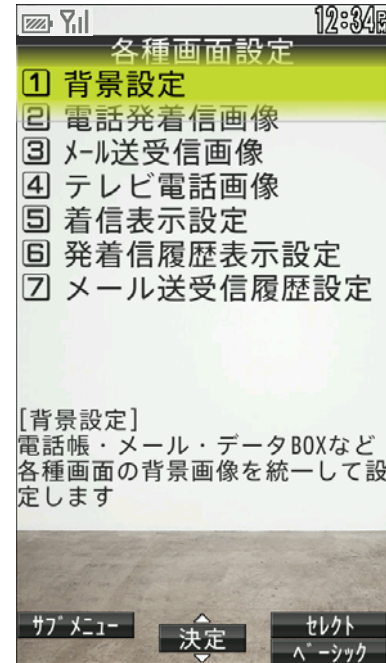 12:34
各種画面設定
1 背景設定
2 電話発着信画像
3 ﾒｰﾙ送受信画像
4 テレビ電話画像
5 着信表示設定
6 発着信履歴表示設定
7 メール送受信履歴設定
[背景設定]
電話帳・メール・データBOXなど
各種画面の背景画像を統一して設
定します
ｻﾌﾞﾒﾆｭｰ
決定
ｾﾚｸﾄ
ﾍﾞｰｼｯｸ